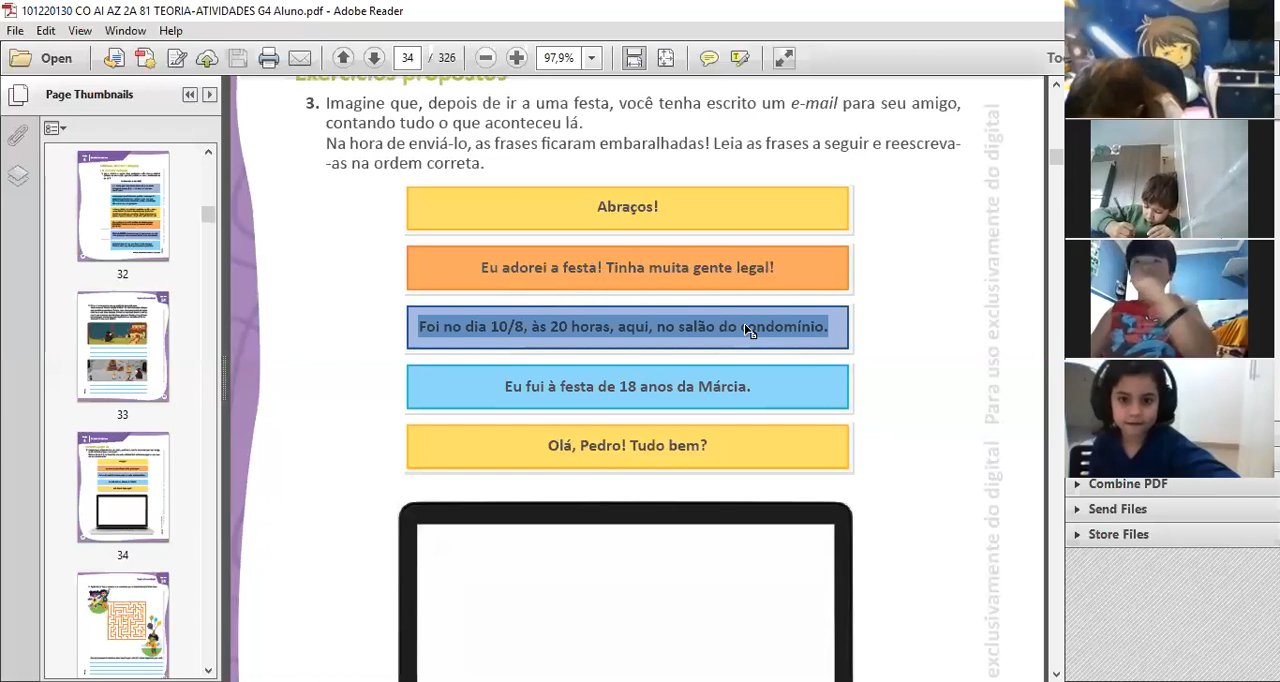 101220130 CO AI AZ 2A 81 TEORIA-ATIVIDADES G4 Aluno.pdf - Adobe Reader
File Edit View Window Help
Open
34 / 326
97,9%
Page Thumbnails
32
33
34
Exercícios propostos
3. Imagine que, depois de ir a uma festa, você tenha escrito um e-mail para seu amigo,
contando tudo o que aconteceu lá.
Na hora de enviá-lo, as frases ficaram embaralhadas! Leia as frases a seguir e reescreva-
-as na ordem correta.
Abraços!
Eu adorei a festa! Tinha muita gente legal!
Foi no dia 10/8, às 20 horas, aqui, no salão do condomínio.
Eu fui à festa de 18 anos da Márcia.
Olá, Pedro! Tudo bem?
exclusivamente do digital
Para uso exclusivamente do digital
Combine PDF
Send Files
Store Files